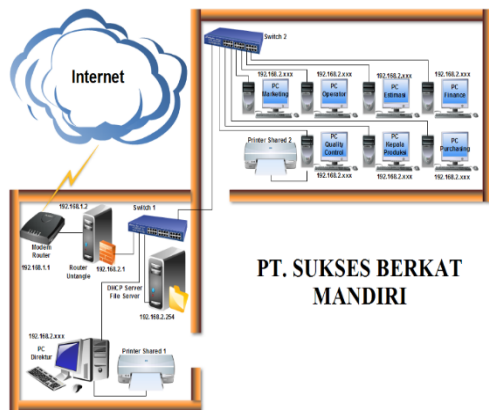 Internet
Switch 2
192.168.2.xxx
192.168.2.xxx
192.168.2.xxx
192.168.2.xxx
PC
Marketing
PC
Operator
PC
Estimasi
PC
Finance
Printer Shared 2
PC
Quality
Control
PC
Kepala
Produksi
PC
Purchasing
192.168.2.xxx
192.168.2.xxx
192.168.2.xxx
192.168.1.2
Switch 1
Modem
Router
192.168.1.1
Router
Untangle
192.168.2.1
DHCP Server
File Server
192.168.2.254
192.168.2.xxx
PC
Direktur
Printer Shared 1
PT. SUKSES BERKAT
MANDIRI